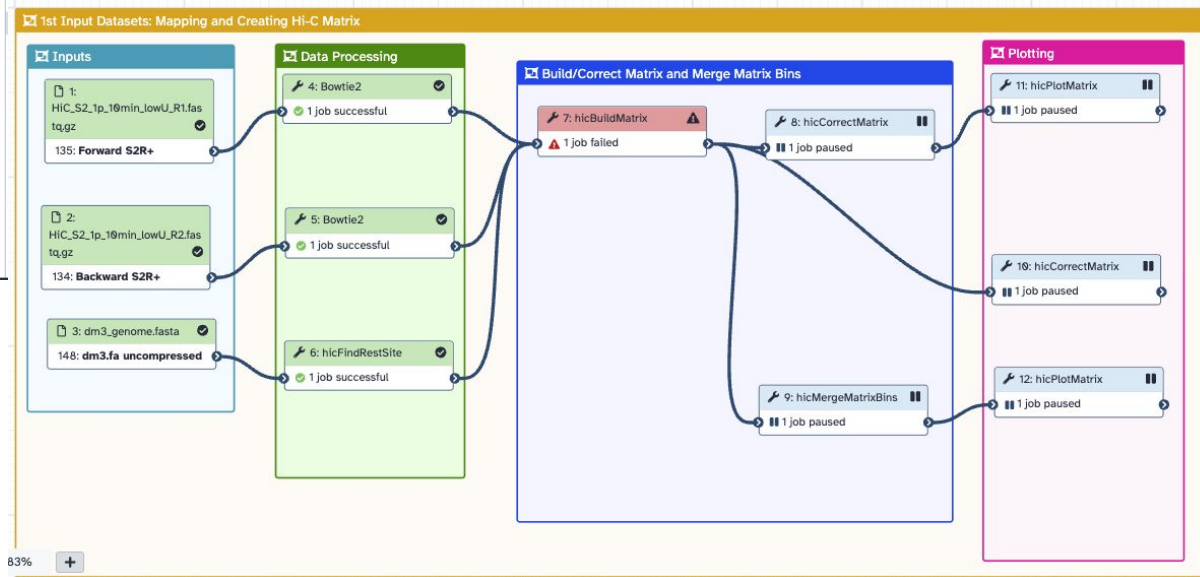 1st Input Datasets: Mapping and Creating Hi-C Matrix
Inputs
1:
HiC_S2_1p_10min_lowU_R1.fas
tq.gz
135: Forward S2R+
2:
HiC_S2_1p_10min_lowU_R2.fas
tq.gz
134: Backward S2R+
3: dm3_genome.fasta
148: dm3.fa uncompressed
Data Processing
4: Bowtie2
1 job successful
5: Bowtie2
1 job successful
6: hicFindRestSite
1 job successful
Build/Correct Matrix and Merge Matrix Bins
7: hicBuildMatrix
1 job failed
8: hicCorrectMatrix
1 job paused
9: hicMergeMatrixBins
1 job paused
Plotting
11: hicPlotMatrix
1 job paused
10: hicCorrectMatrix
1 job paused
12: hicPlotMatrix
1 job paused
83%
+